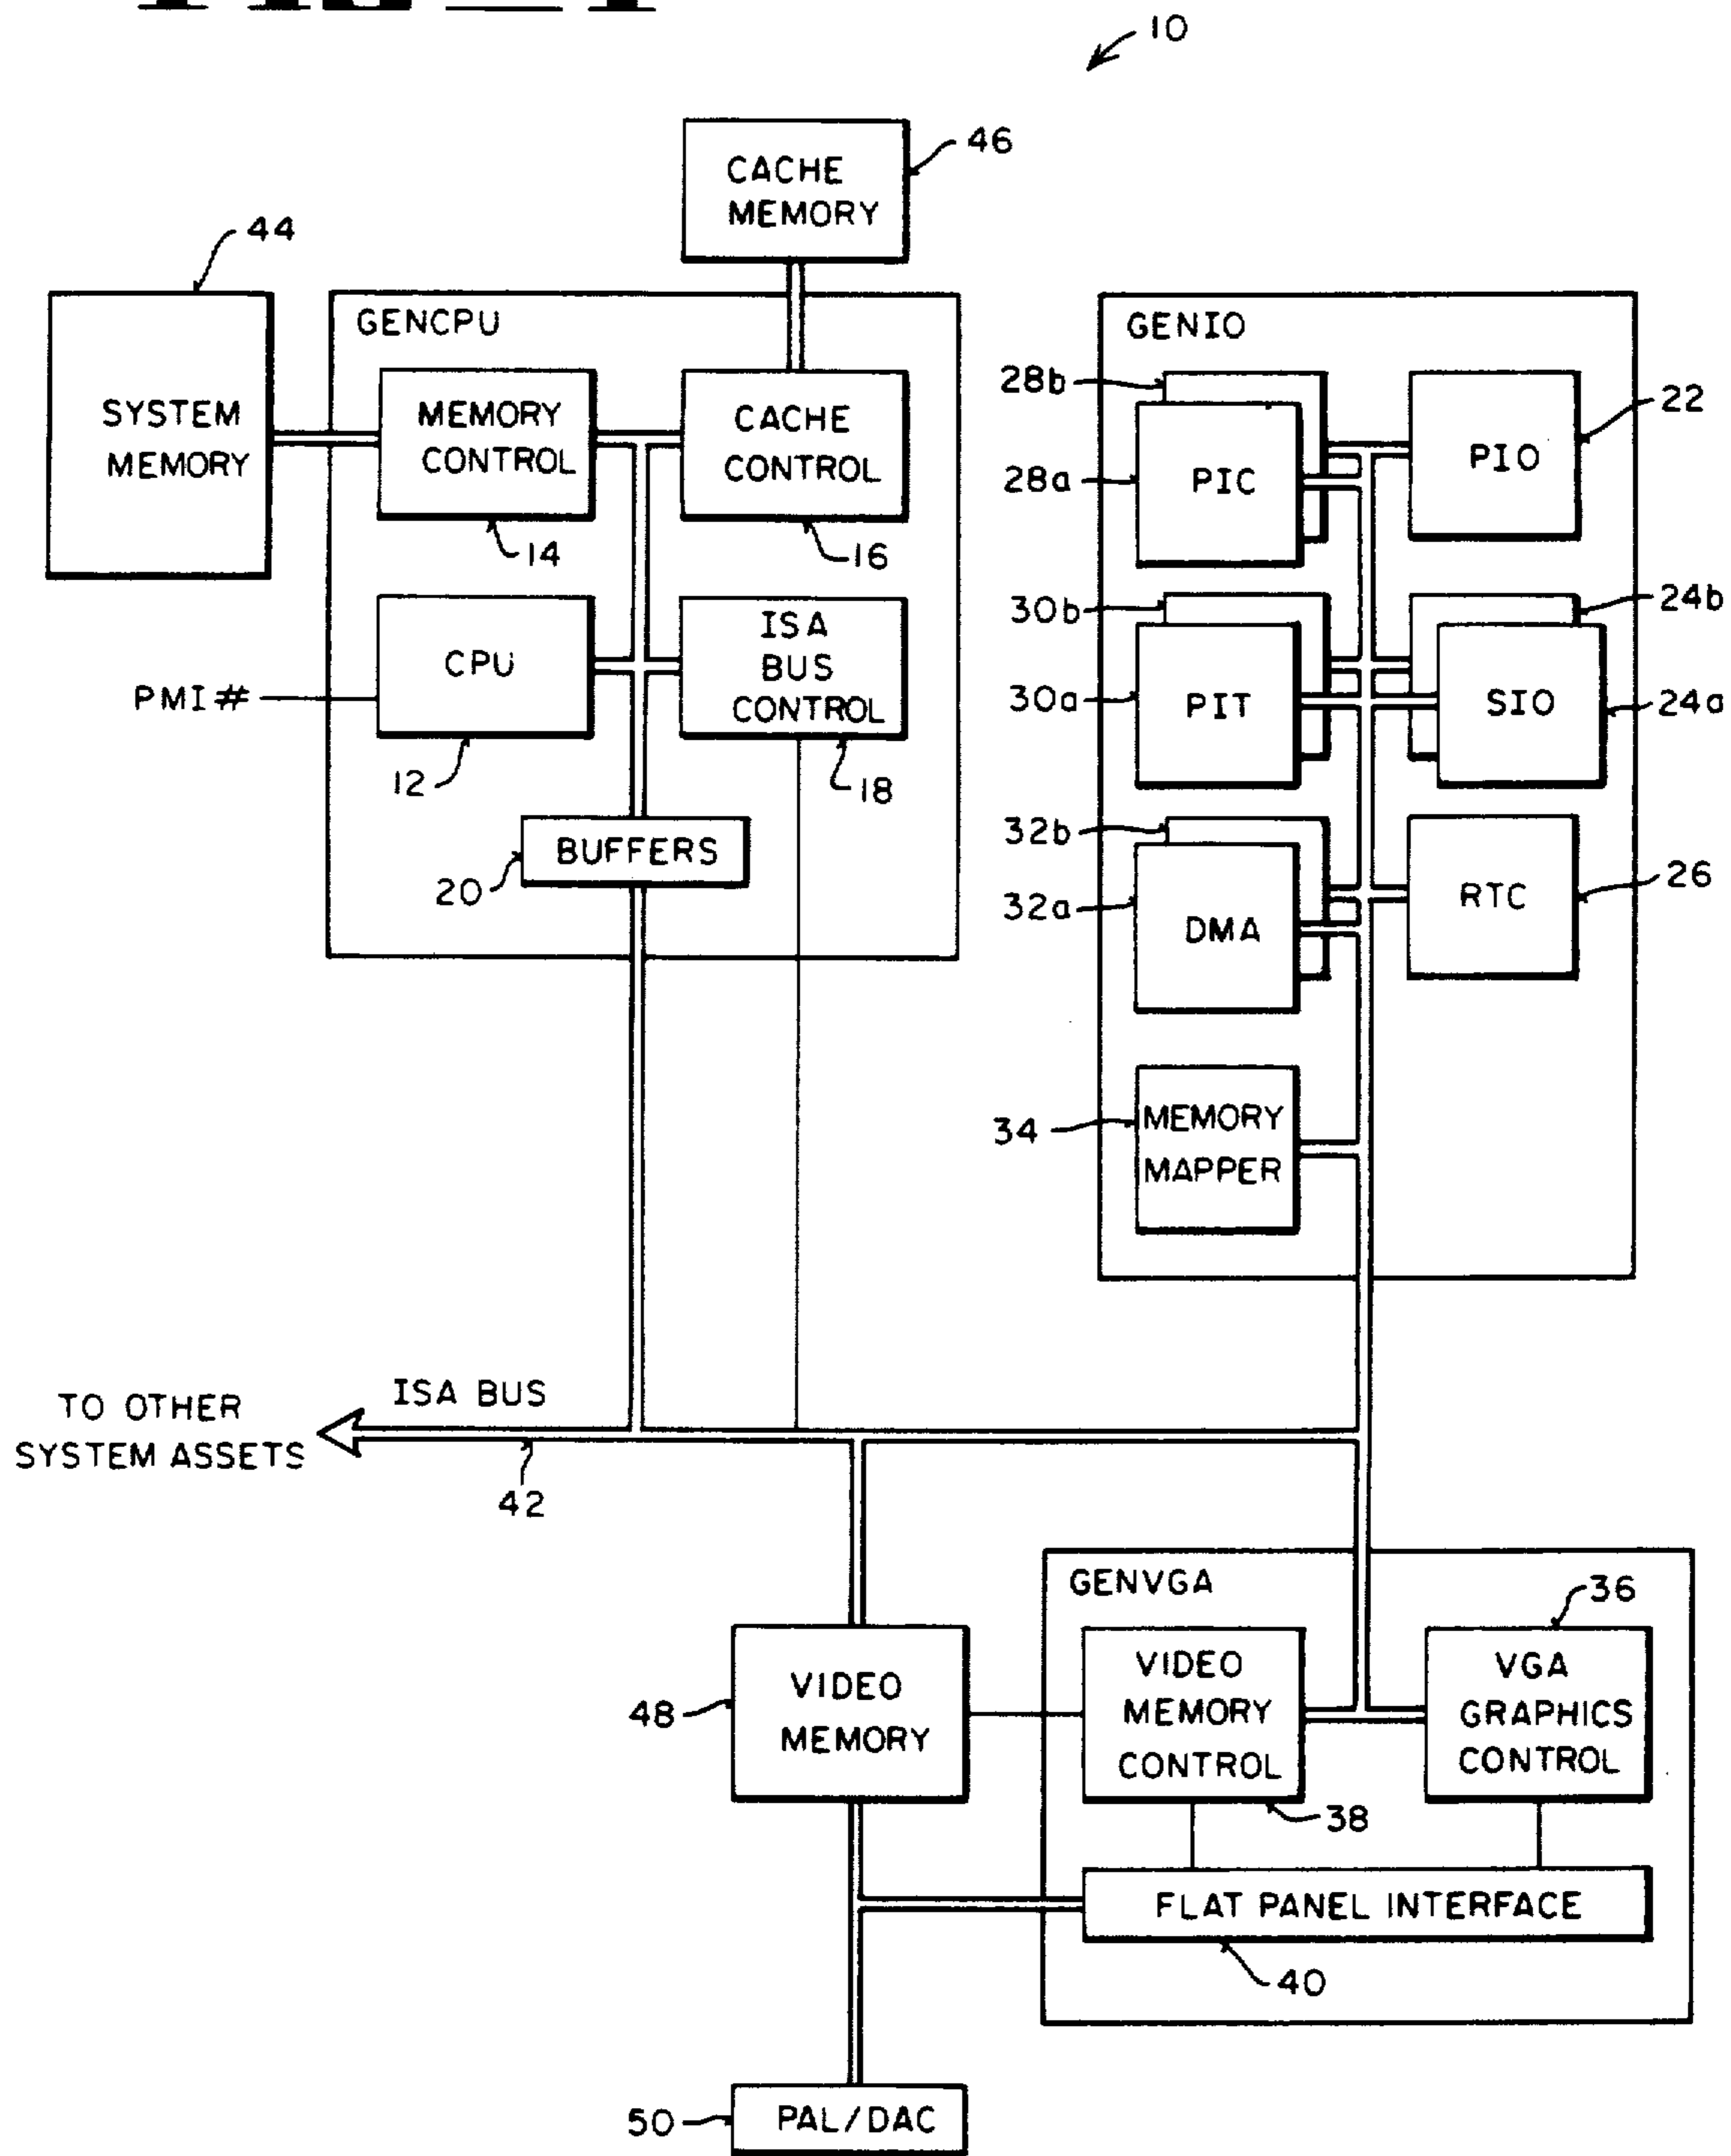 10
CACHE
MEMORY
46
44
SYSTEM
MEMORY
GENCPU
MEMORY
CONTROL
14
CACHE
CONTROL
16
PMI#
CPU
12
ISA
BUS
CONTROL
18
BUFFERS
20
GENIO
28b
28a
PIC
PIO
22
30b
30a
PIT
24b
SIO
24a
32b
32a
DMA
RTC
26
34
MEMORY
MAPPER
TO OTHER
SYSTEM ASSETS
ISA BUS
42
48
VIDEO
MEMORY
GENVGA
VIDEO
MEMORY
CONTROL
38
36
VGA
GRAPHICS
CONTROL
FLAT PANEL INTERFACE
40
50
PAL/DAC